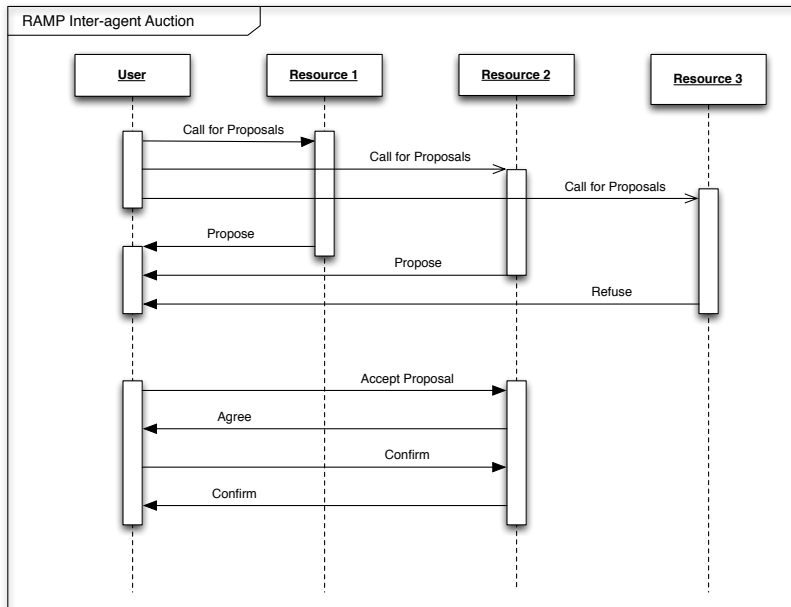 RAMP Inter-agent Auction
User
Resource 1
Resource 2
Resource 3
Call for Proposals
Call for Proposals
Call for Proposals
Propose
Propose
Refuse
Accept Proposal
Agree
Confirm
Confirm